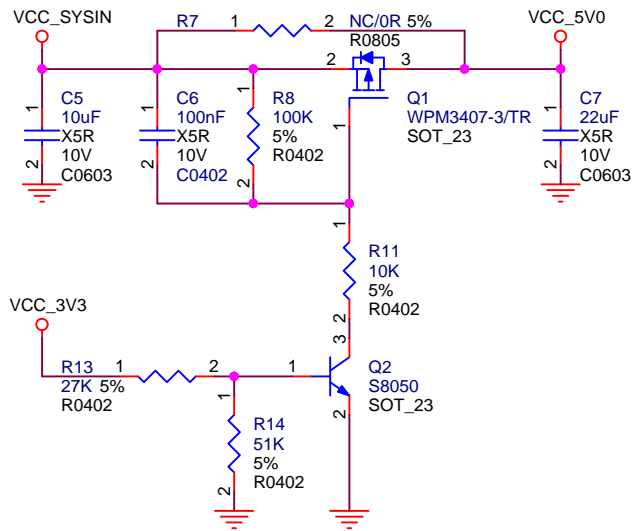 VCC_SYSIN
R7
1
2
NC/0R 5%
R0805
VCC_5V0
2
3
1
C5
10uF
X5R
10V
C0603
2
1
C6
100nF
X5R
10V
C0402
2
1
R8
100K
5%
R0402
2
Q1
WPM3407-3/TR
SOT_23
1
1
C7
22uF
X5R
10V
C0603
2
1
R11
10K
5%
R0402
2
VCC_3V3
R13
1
2
27K 5%
R0402
1
3
Q2
S8050
SOT_23
2
1
R14
51K
5%
R0402
2